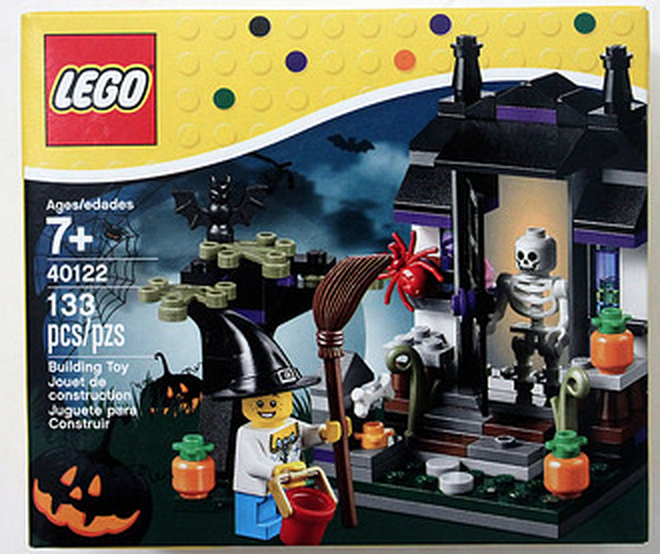 LEGO
Ages/edades
7+
40122
133
pcs/pzs
Building Toy
Jouet de
construction
Juguete para
Construir